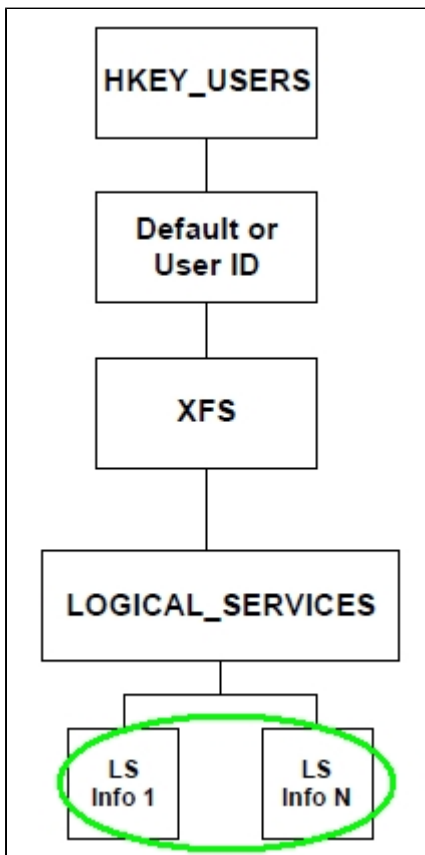 HKEY_USERS
Default or
User ID
XFS
LOGICAL_SERVICES
LS
Info 1
LS
Info N